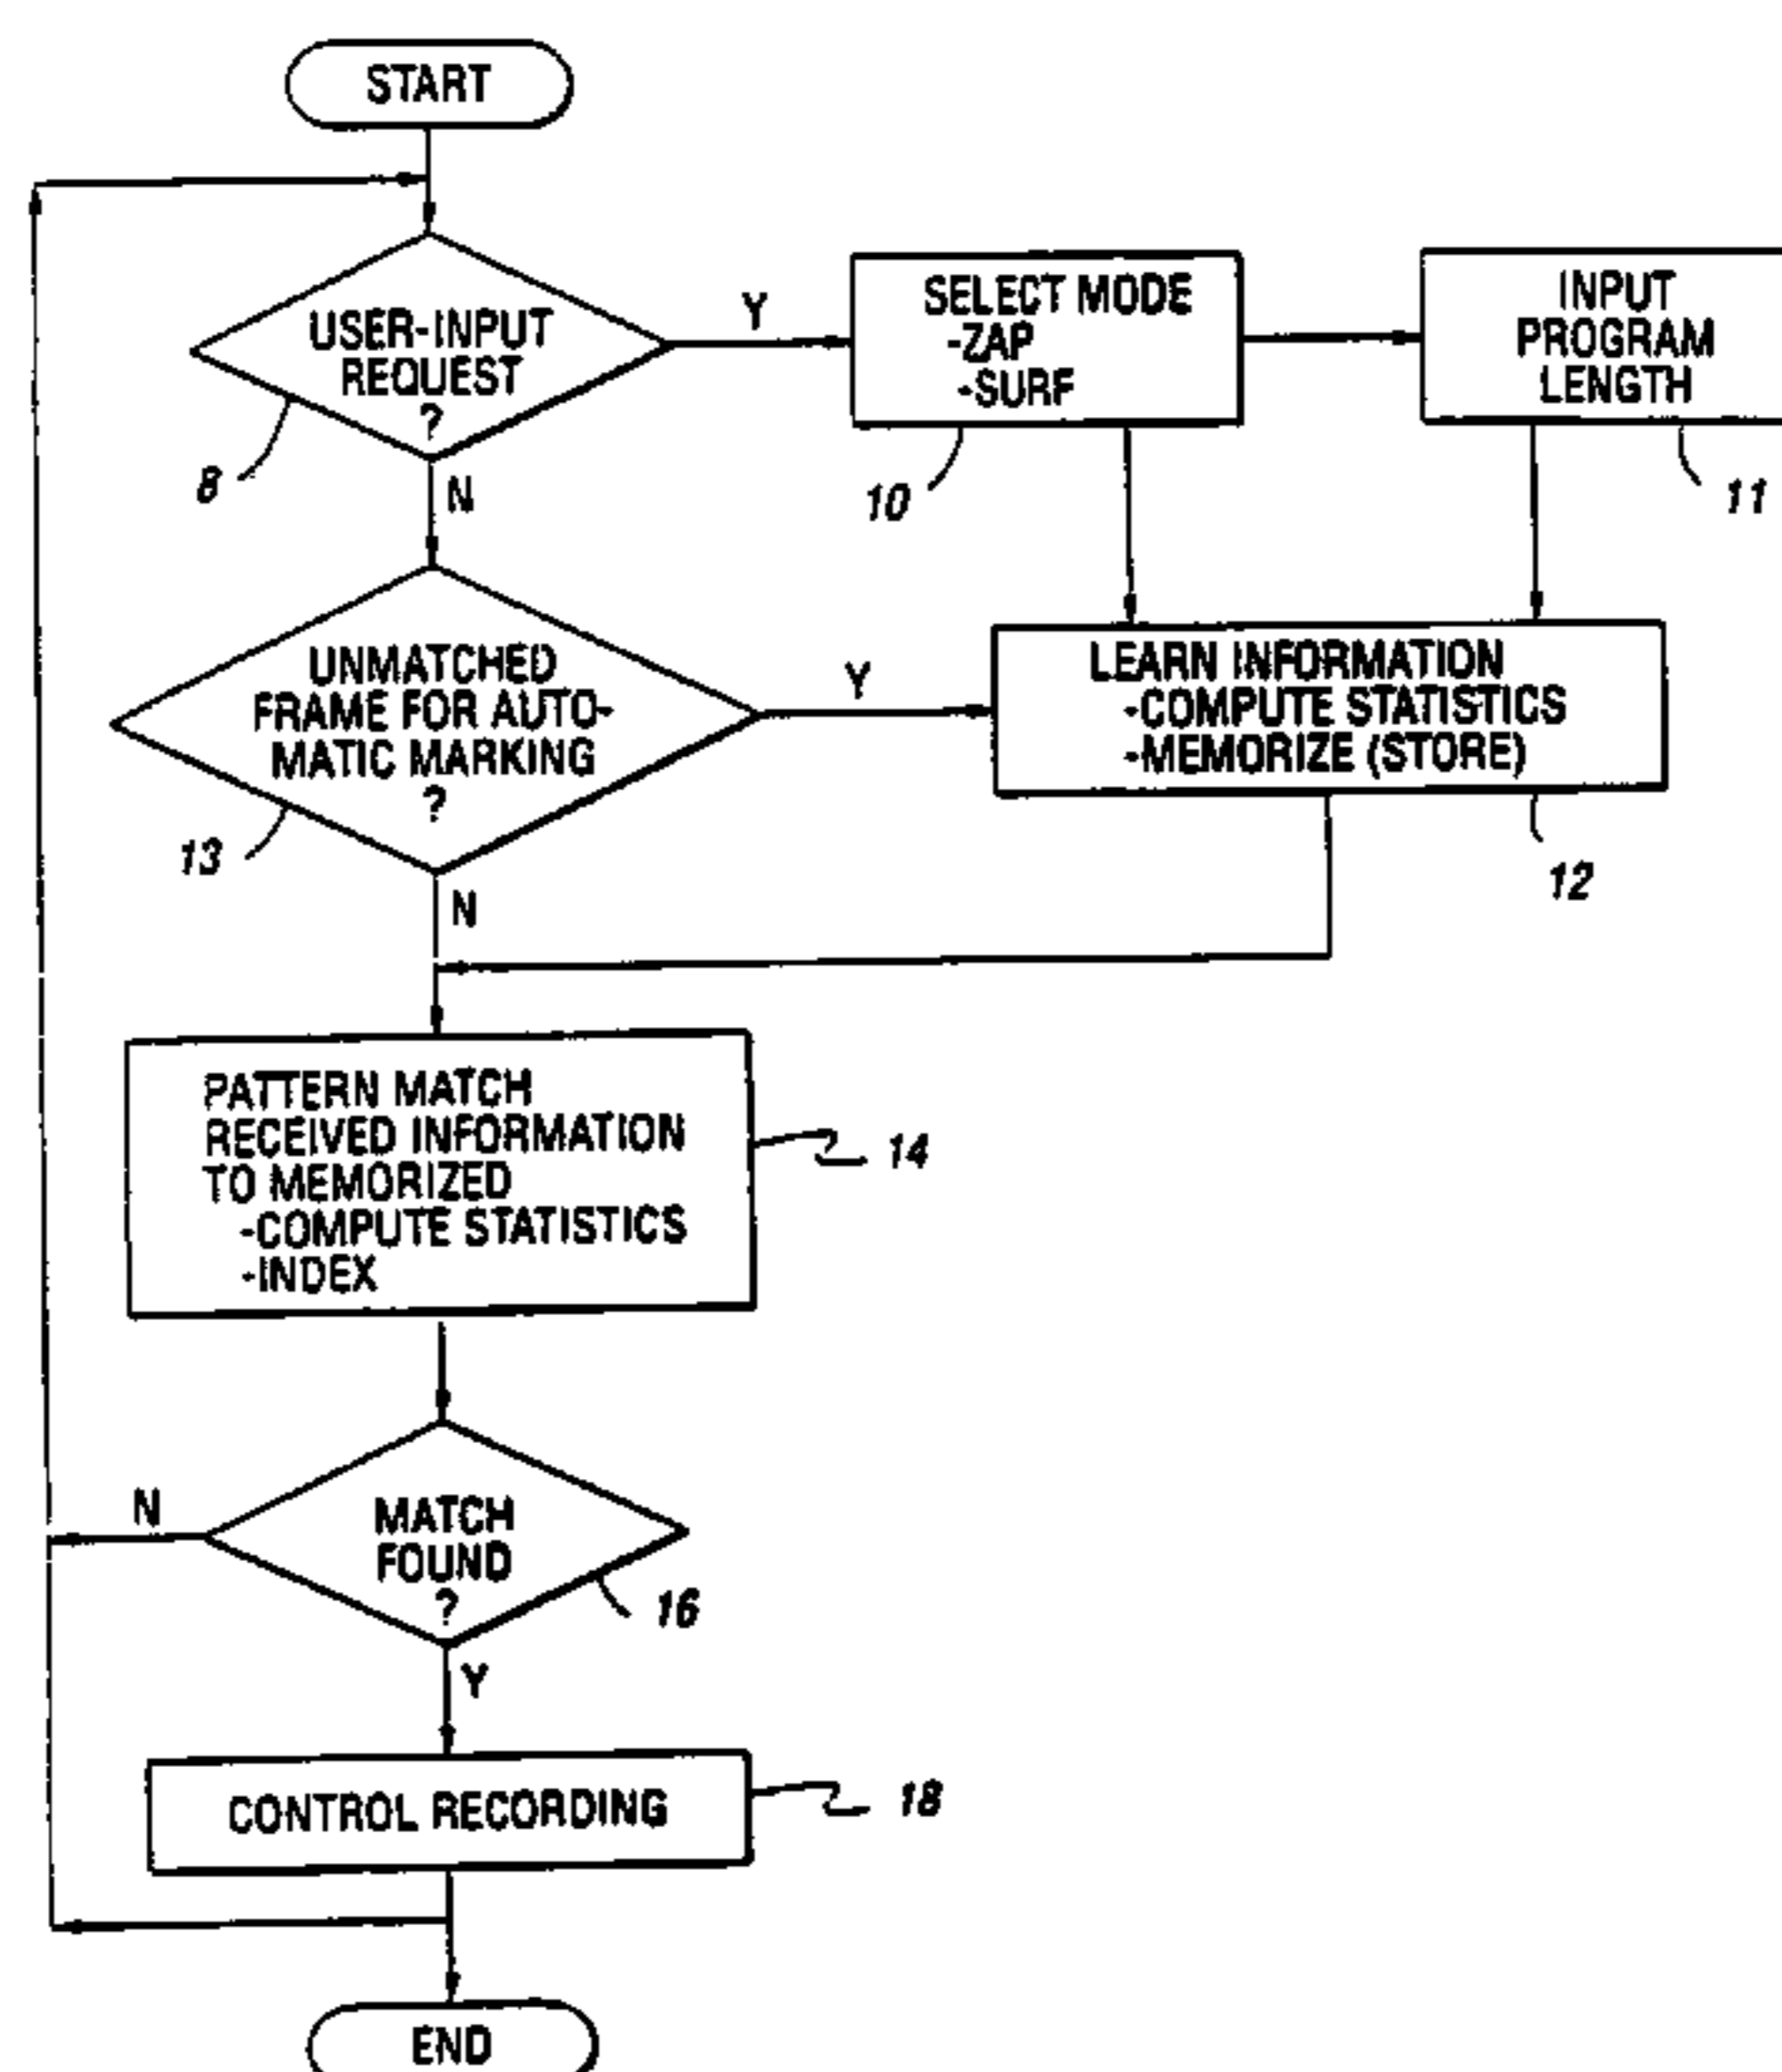 START
USER-INPUT
REQUEST
?
8
Y
N
SELECT MODE
-ZAP
-SURF
10
INPUT
PROGRAM
LENGTH
11
UNMATCHED
FRAME FOR AUTO-
MATIC MARKING
?
13
Y
N
LEARN INFORMATION
-COMPUTE STATISTICS
-MEMORIZE (STORE)
12
PATTERN MATCH
RECEIVED INFORMATION
TO MEMORIZED
-COMPUTE STATISTICS
-INDEX
14
MATCH
FOUND
?
16
N
Y
CONTROL RECORDING
18
END